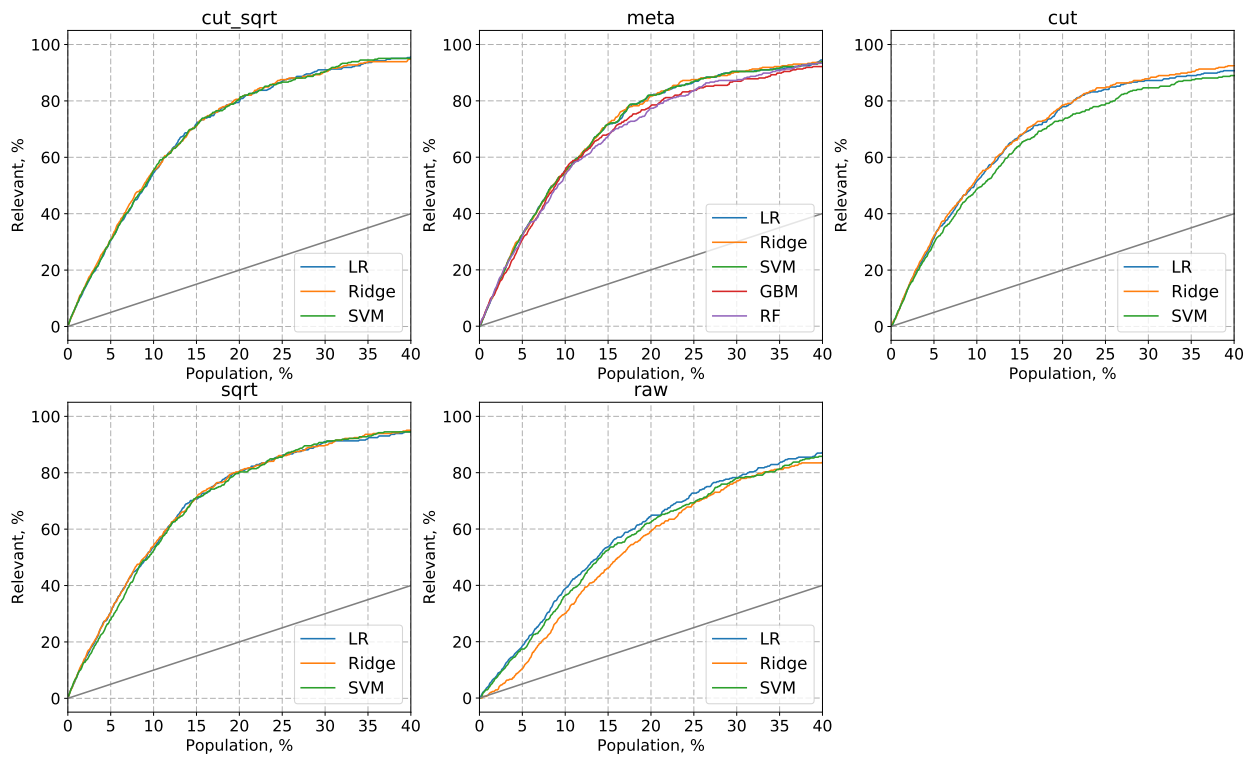 cut_sqrt
Relevant, %
100
80
60
40
20
0
LR
Ridge
SVM
0 5 10 15 20 25 30 35 40
Population, %
meta
Relevant, %
100
80
60
40
20
0
LR
Ridge
SVM
GBM
RF
0 5 10 15 20 25 30 35 40
Population, %
cut
Relevant, %
100
80
60
40
20
0
LR
Ridge
SVM
0 5 10 15 20 25 30 35 40
Population, %
sqrt
Relevant, %
100
80
60
40
20
0
LR
Ridge
SVM
0 5 10 15 20 25 30 35 40
Population, %
raw
Relevant, %
100
80
60
40
20
0
LR
Ridge
SVM
0 5 10 15 20 25 30 35 40
Population, %